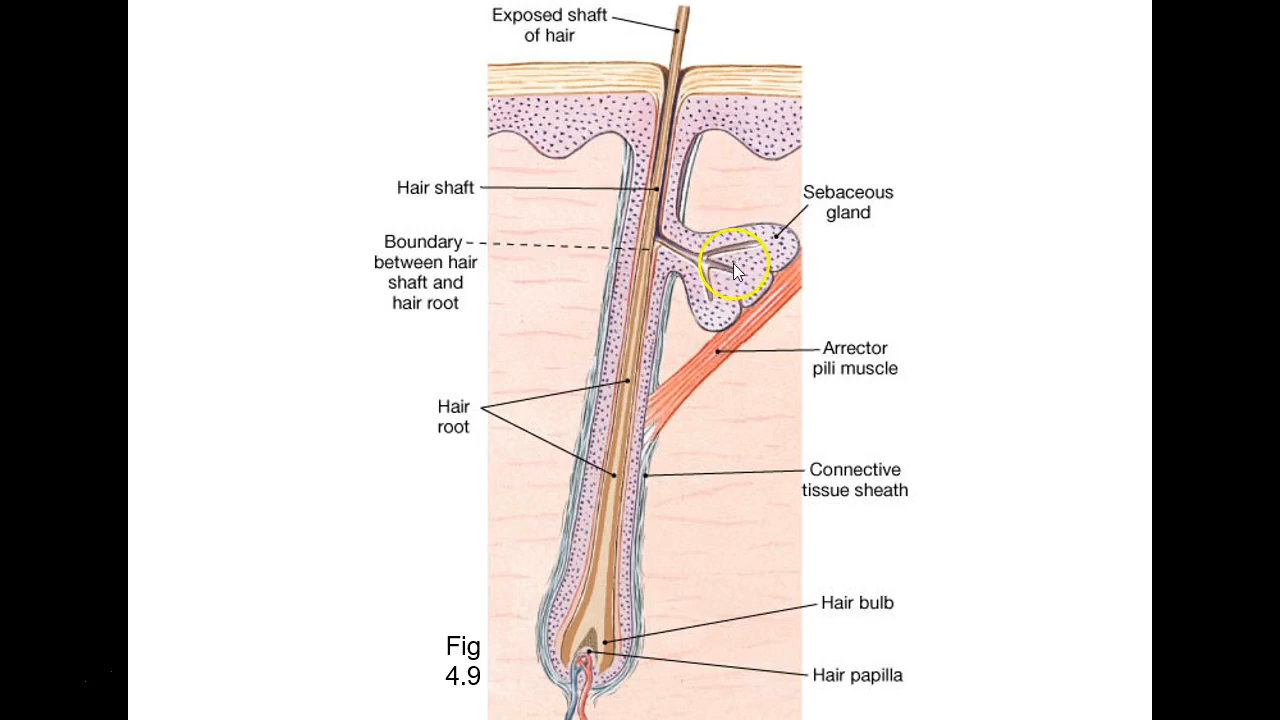 Exposed shaft
of hair
Hair shaft
Sebaceous
gland
Boundary
between hair
shaft and
hair root
Arrector
pili muscle
Hair
root
Connective
tissue sheath
Hair bulb
Fig
4.9
Hair papilla